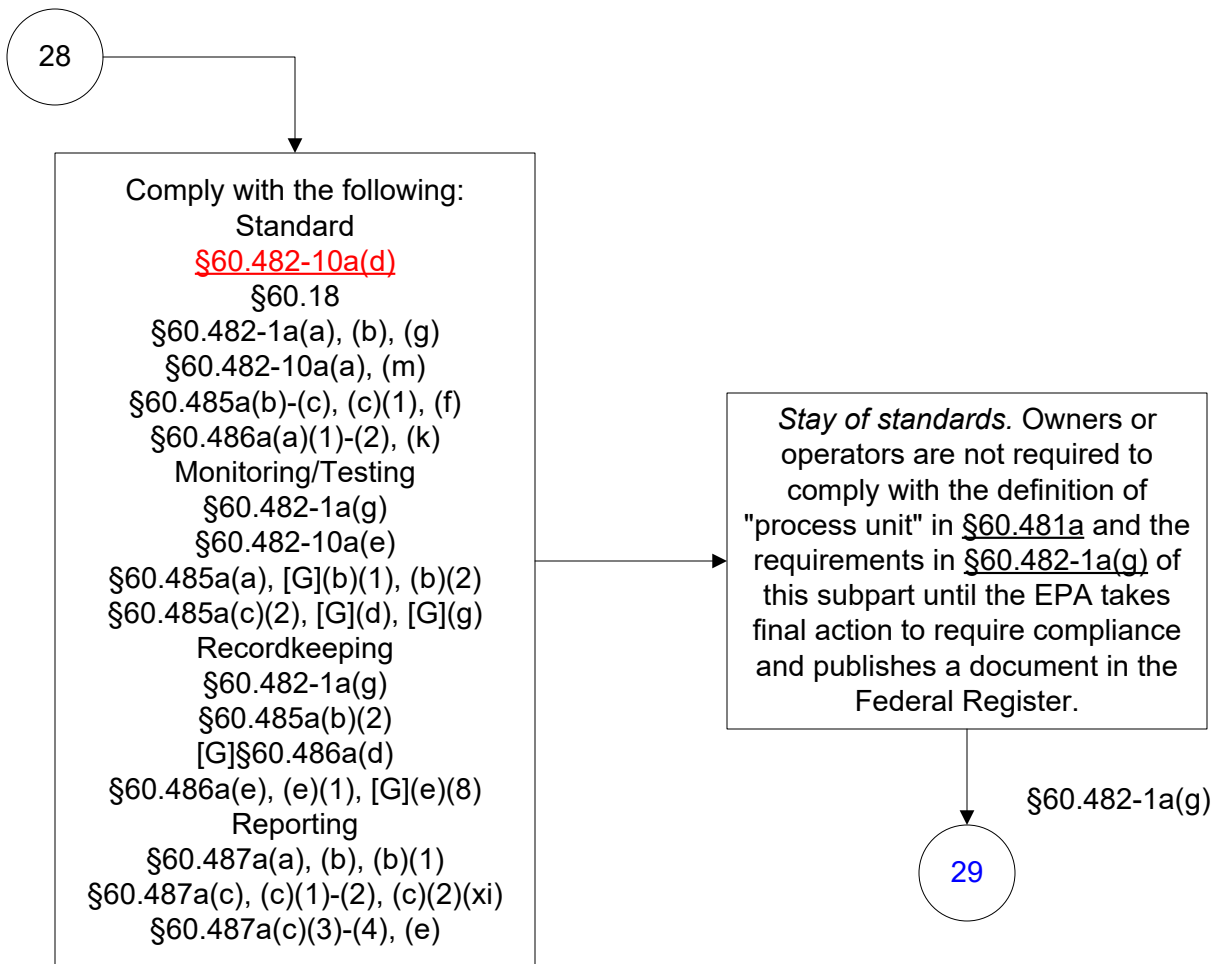 28
Comply with the following:
Standard
§60.482-10a(d)
§60.18
§60.482-1a(a), (b), (g)
§60.482-10a(a), (m)
§60.485a(b)-(c), (c)(1), (f)
§60.486a(a)(1)-(2), (k)
Monitoring/Testing
§60.482-1a(g)
§60.482-10a(e)
§60.485a(a), [G](b)(1), (b)(2)
§60.485a(c)(2), [G](d), [G](g)
Recordkeeping
§60.482-1a(g)
§60.485a(b)(2)
[G]§60.486a(d)
§60.486a(e), (e)(1), [G](e)(8)
Reporting
§60.487a(a), (b), (b)(1)
§60.487a(c), (c)(1)-(2), (c)(2)(xi)
§60.487a(c)(3)-(4), (e)
Stay of standards. Owners or
operators are not required to
comply with the definition of
"process unit" in §60.481a and the
requirements in §60.482-1a(g) of
this subpart until the EPA takes
final action to require compliance
and publishes a document in the
Federal Register.
§60.482-1a(g)
29